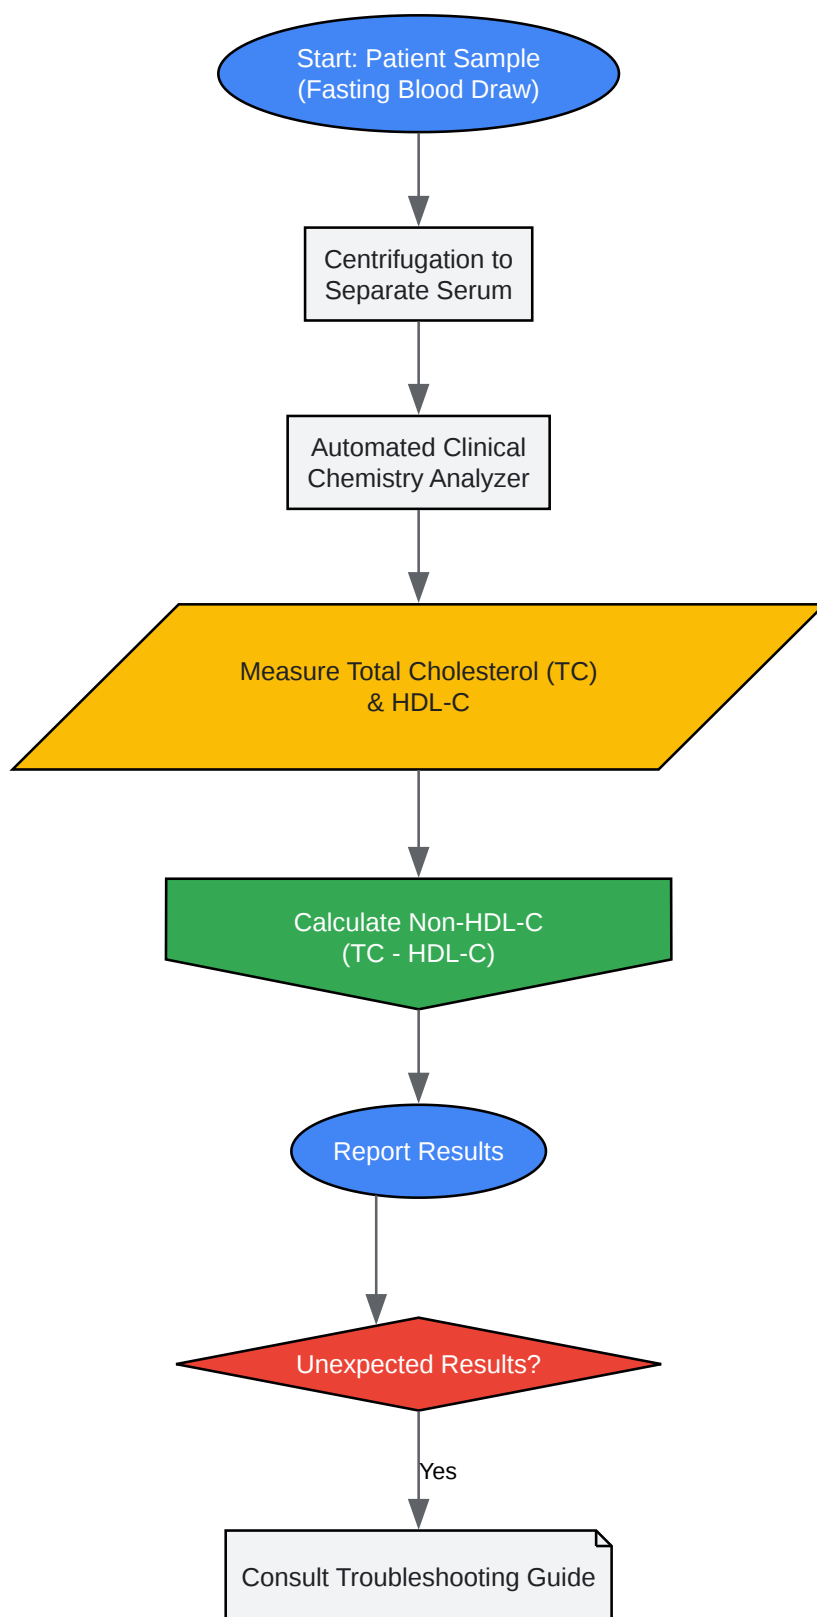 Start: Patient Sample
(Fasting Blood Draw)
Centrifugation to
Separate Serum
Automated Clinical
Chemistry Analyzer
Measure Total Cholesterol (TC)
& HDL-C
Calculate Non-HDL-C
(TC - HDL-C)
Report Results
Unexpected Results?
Yes
Consult Troubleshooting Guide